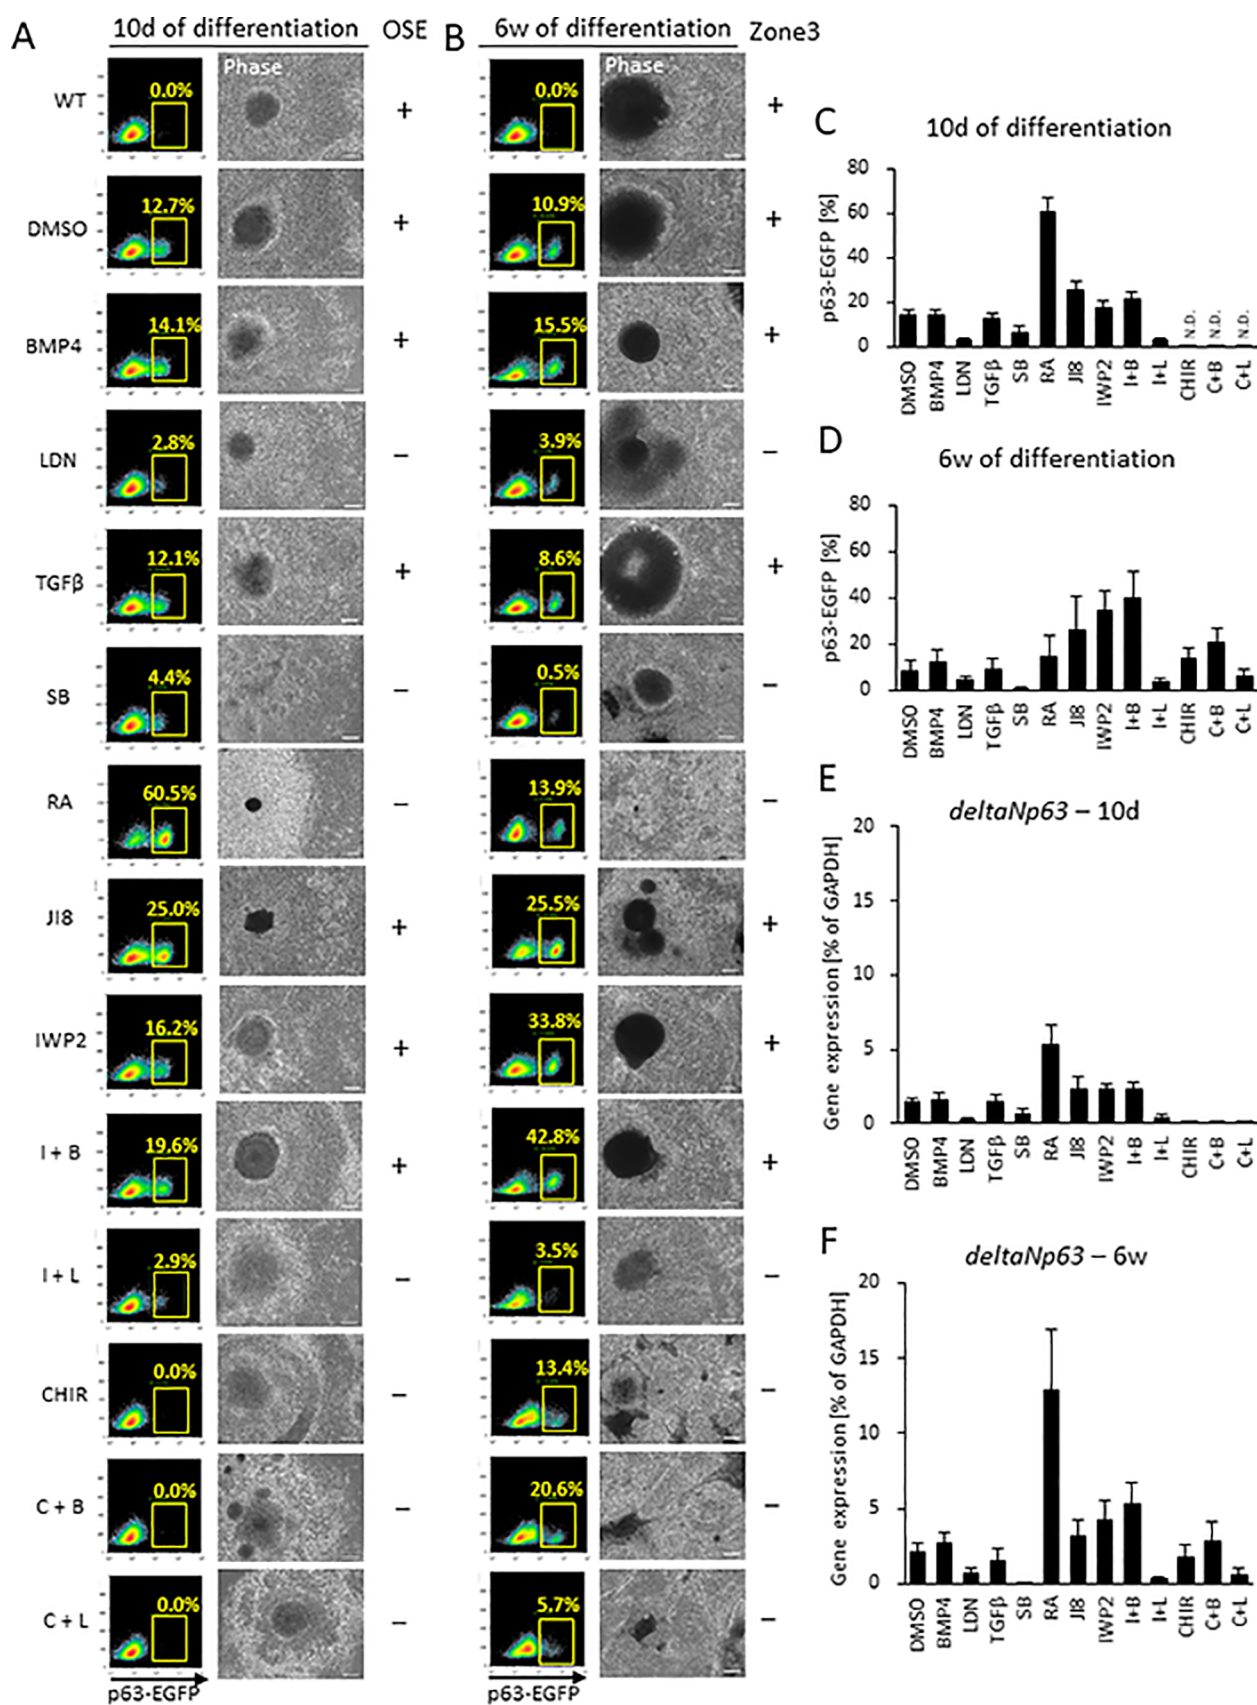 A 10d of differentiation OSE B 6w of differentiation Zone3
WT 0.0% Phase + 0.0% Phase +
DMSO 12.7% + 10.9% +
BMP4 14.1% + 15.5% +
LDN 2.8% − 3.9% −
TGFβ 12.1% + 8.6% +
SB 4.4% − 0.5% −
RA 60.5% − 13.9% −
JI8 25.0% + 25.5% +
IWP2 16.2% + 33.8% +
I + B 19.6% + 42.8% +
I + L 2.9% − 3.5% −
CHIR 0.0% − 13.4% −
C + B 0.0% − 20.6% −
C + L 0.0% − 5.7% −
p63-EGFP p63-EGFP
C
10d of differentiation
p63-EGFP [%]
80
60
40
20
0
N.D. N.D. N.D.
DMSO BMP4 LDN TGFβ SB RA JI8 IWP2 I+B I+L CHIR C+B C+L
D
6w of differentiation
p63-EGFP [%]
80
60
40
20
0
DMSO BMP4 LDN TGFβ SB RA JI8 IWP2 I+B I+L CHIR C+B C+L
E
deltaNp63 – 10d
Gene expression [% of GAPDH]
20
15
10
5
0
DMSO BMP4 LDN TGFβ SB RA JI8 IWP2 I+B I+L CHIR C+B C+L
F
deltaNp63 – 6w
Gene expression [% of GAPDH]
20
15
10
5
0
DMSO BMP4 LDN TGFβ SB RA JI8 IWP2 I+B I+L CHIR C+B C+L